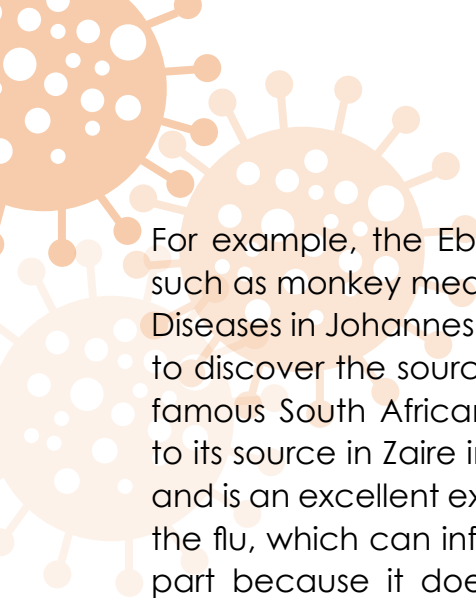 For example, the Eb
such as monkey mea
Diseases in Johannes
to discover the sourc
famous South African
to its source in Zaire i
and is an excellent ex
the flu, which can inf
part because it doe